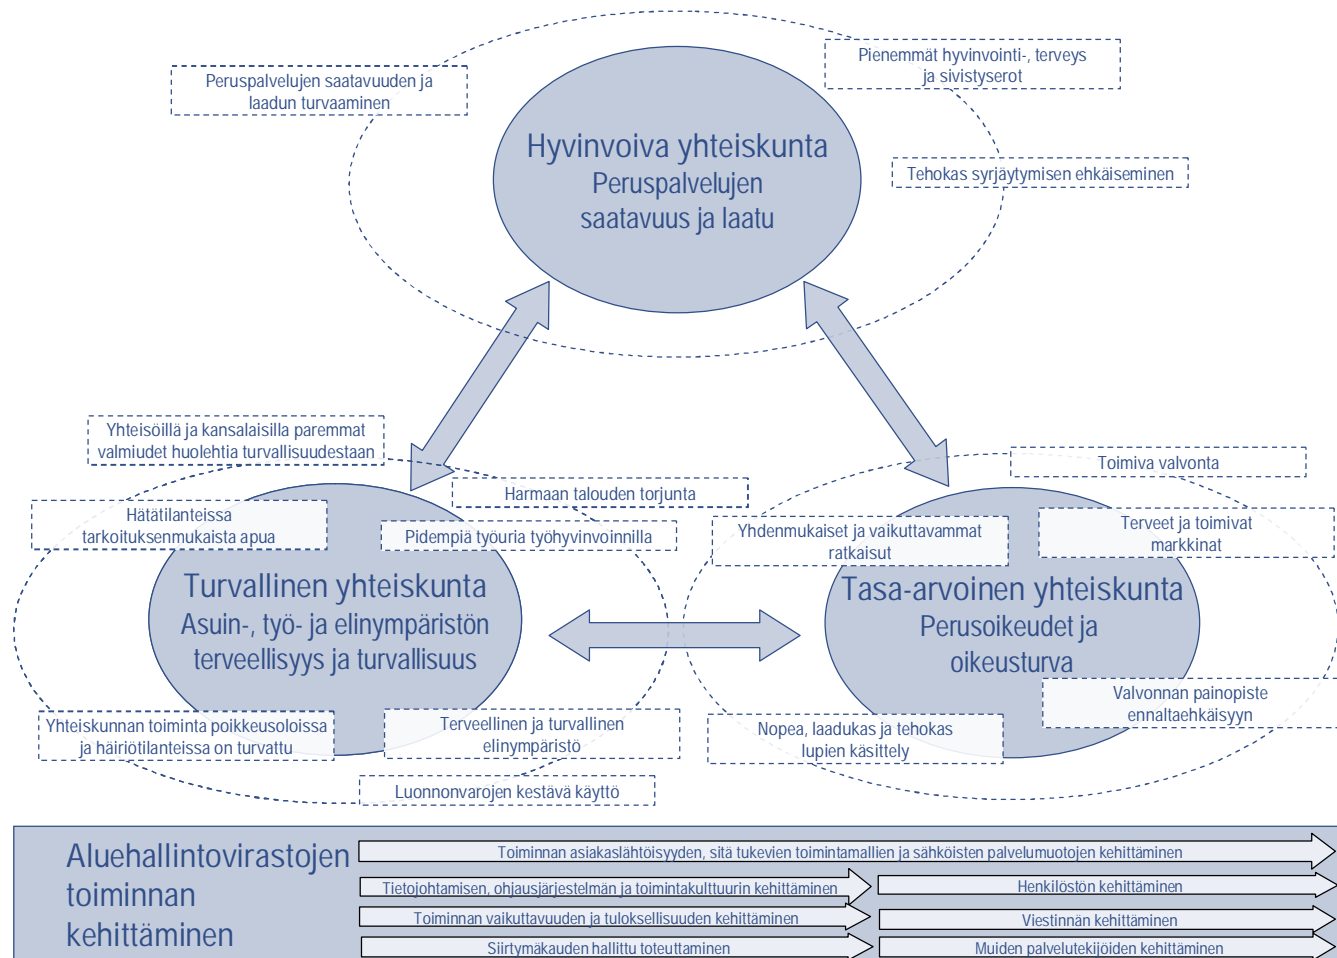 Peruspalvelujen saatavuuden ja
laadun turvaaminen
Pienemmät hyvinvointi-, terveys
ja sivistyserot
Hyvinvoiva yhteiskunta
Peruspalvelujen
saatavuus ja laatu
Tehokas syrjäytymisen ehkäiseminen
Yhteisöillä ja kansalaisilla paremmat
valmiudet huolehtia turvallisuudestaan
Harmaan talouden torjunta
Hätätilanteissa
tarkoituksenmukaista apua
Pidempiä työuria työhyvinvoinnilla
Turvallinen yhteiskunta
Asuin-, työ- ja elinympäristön
terveellisyys ja turvallisuus
Yhteiskunnan toiminta poikkeusoloissa
ja häiriötilanteissa on turvattu
Terveellinen ja turvallinen
elinympäristö
Luonnonvarojen kestävä käyttö
Toimiva valvonta
Yhdenmukaiset ja vaikuttavammat
ratkaisut
Terveet ja toimivat
markkinat
Tasa-arvoinen yhteiskunta
Perusoikeudet ja
oikeusturva
Valvonnan painopiste
ennaltaehkäisyyn
Nopea, laadukas ja tehokas
lupien käsittely
Aluehallintovirastojen
toiminnan
kehittäminen
Toiminnan asiakaslähtöisyyden, sitä tukevien toimintamallien ja sähköisten palvelumuotojen kehittäminen
Tietojohtamisen, ohjausjärjestelmän ja toimintakulttuurin kehittäminen
Henkilöstön kehittäminen
Toiminnan vaikuttavuuden ja tuloksellisuuden kehittäminen
Viestinnän kehittäminen
Siirtymäkauden hallittu toteuttaminen
Muiden palvelutekijöiden kehittäminen